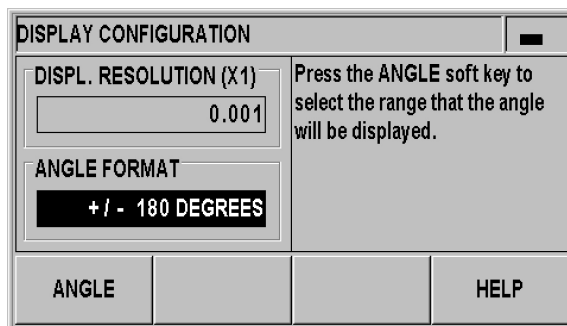 DISPLAY CONFIGURATION
DISPL. RESOLUTION (X1)
0.001
ANGLE FORMAT
+ / - 180 DEGREES
Press the ANGLE soft key to
select the range that the angle
will be displayed.
ANGLE
HELP